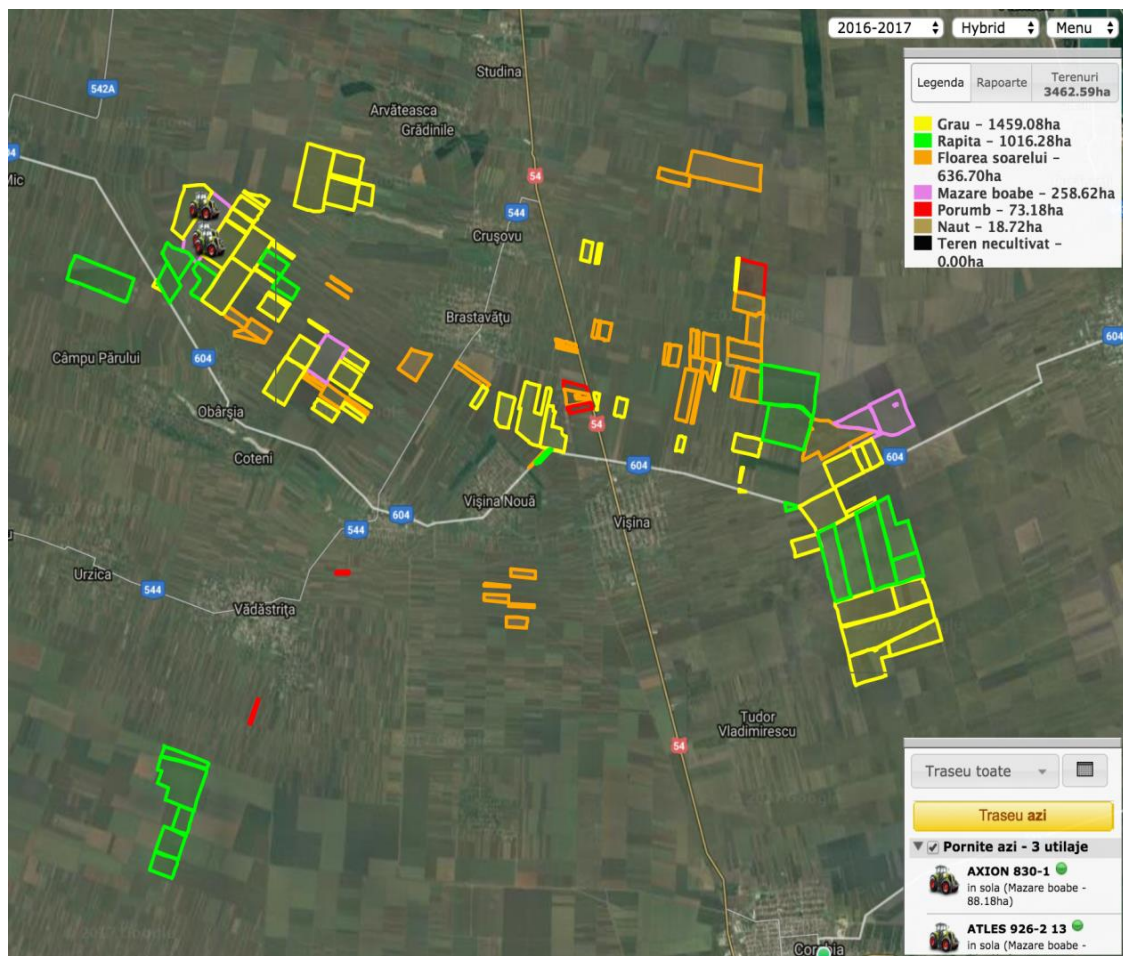 2016-2017
Hybrid
Menu
Legenda
Rapoarte
Terenuri
3462.59ha
Grau - 1459.08ha
Rapita - 1016.28ha
Floarea soarelui -
636.70ha
Mazare boabe - 258.62ha
Porumb - 73.18ha
Naut - 18.72ha
Teren necultivat -
0.00ha
Studina
542A
Arvăteasca
Grădinile
54
Mic
544
Crușovu
Brastavățu
604
Câmpu Părului
604
Obârșia
54
Coteni
604
604
Vișina Nouă
604
Vișina
544
Urzica
544
Vădăstrița
Tudor
Vladimirescu
54
Traseu toate
Traseu azi
Pornite azi - 3 utilaje
AXION 830-1
in sola (Mazare boabe -
88.18ha)
ATLES 926-2 13
in sola (Mazare boabe -